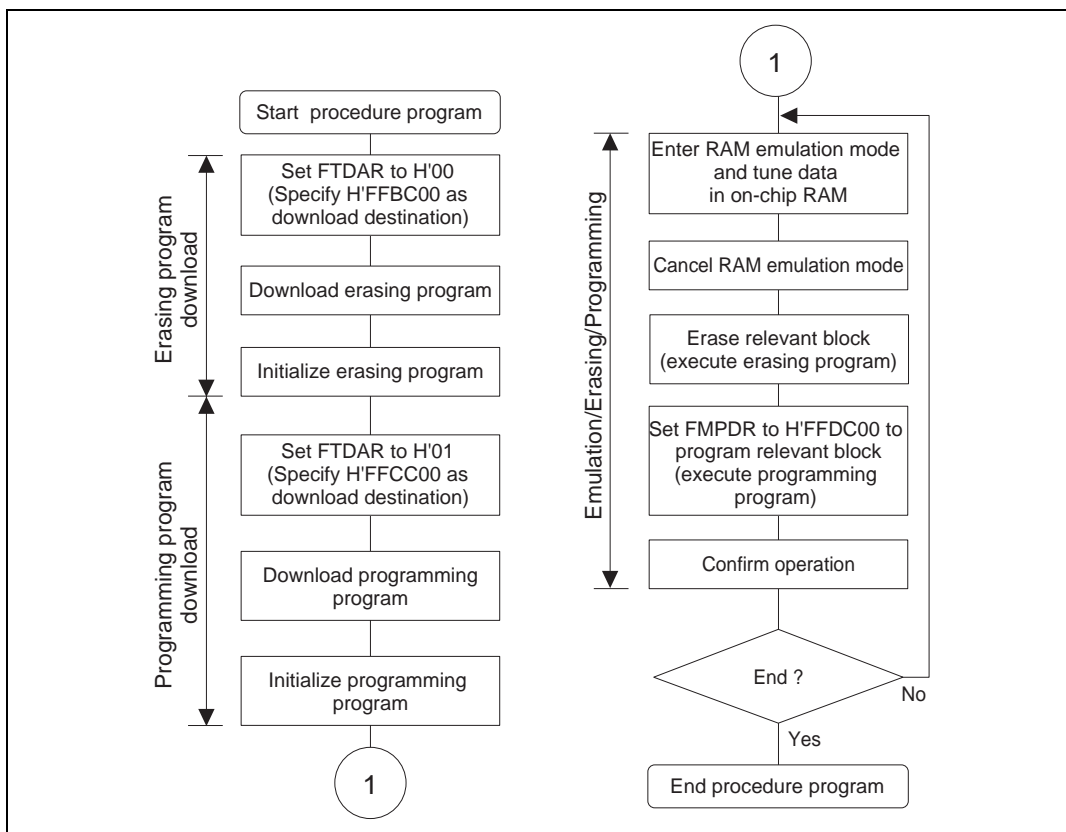 Start procedure program
Erasing program
download
Set FTDAR to H'00
(Specify H'FFBC00 as
download destination)
Download erasing program
Initialize erasing program
Programming program
download
Set FTDAR to H'01
(Specify H'FFCC00 as
download destination)
Download programming
program
Initialize programming
program
1
1
Emulation/Erasing/Programming
Enter RAM emulation mode
and tune data
in on-chip RAM
Cancel RAM emulation mode
Erase relevant block
(execute erasing program)
Set FMPDR to H'FFDC00 to
program relevant block
(execute programming
program)
Confirm operation
End ?
No
Yes
End procedure program